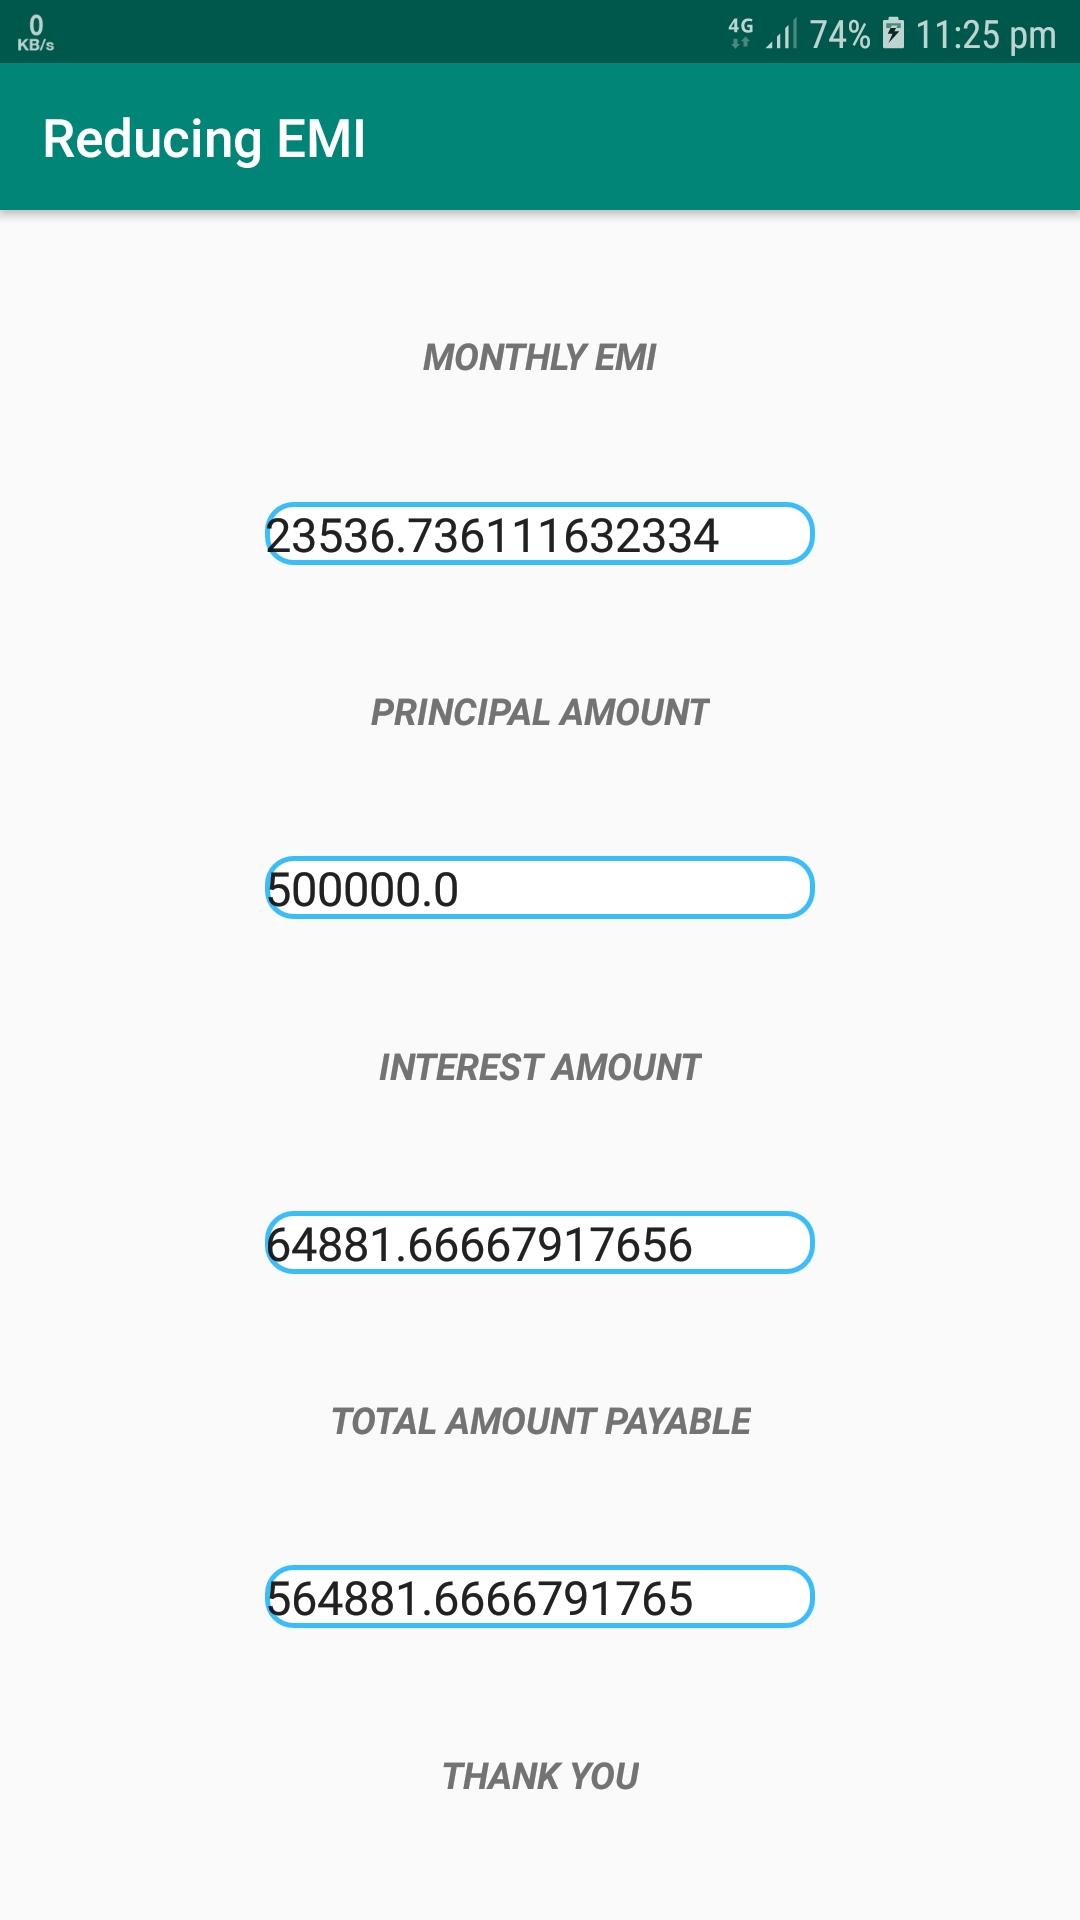 0
KB/s
4G 74% 11:25 pm
Reducing EMI
MONTHLY EMI
23536.736111632334
PRINCIPAL AMOUNT
500000.0
INTEREST AMOUNT
64881.66667917656
TOTAL AMOUNT PAYABLE
564881.6666791765
THANK YOU